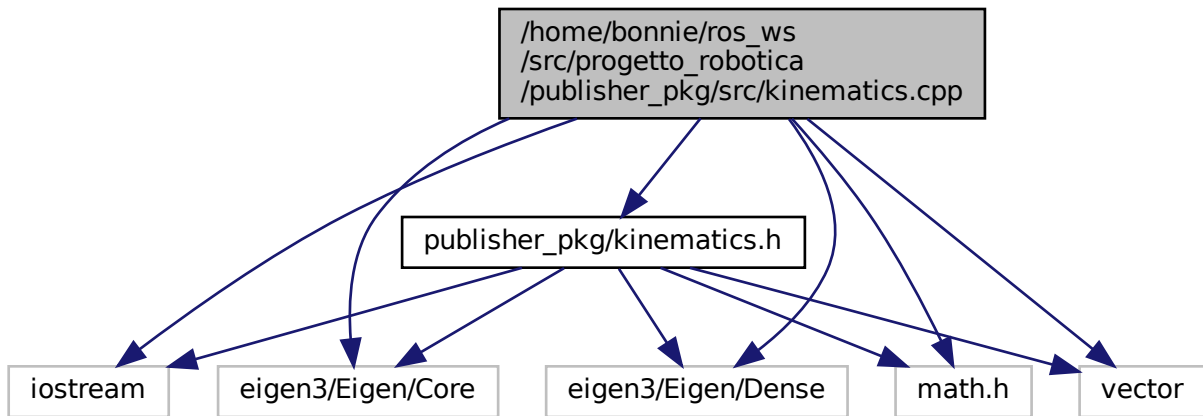 /home/bonnie/ros_ws
/src/progetto_robotica
/publisher_pkg/src/kinematics.cpp
publisher_pkg/kinematics.h
iostream
eigen3/Eigen/Core
eigen3/Eigen/Dense
math.h
vector